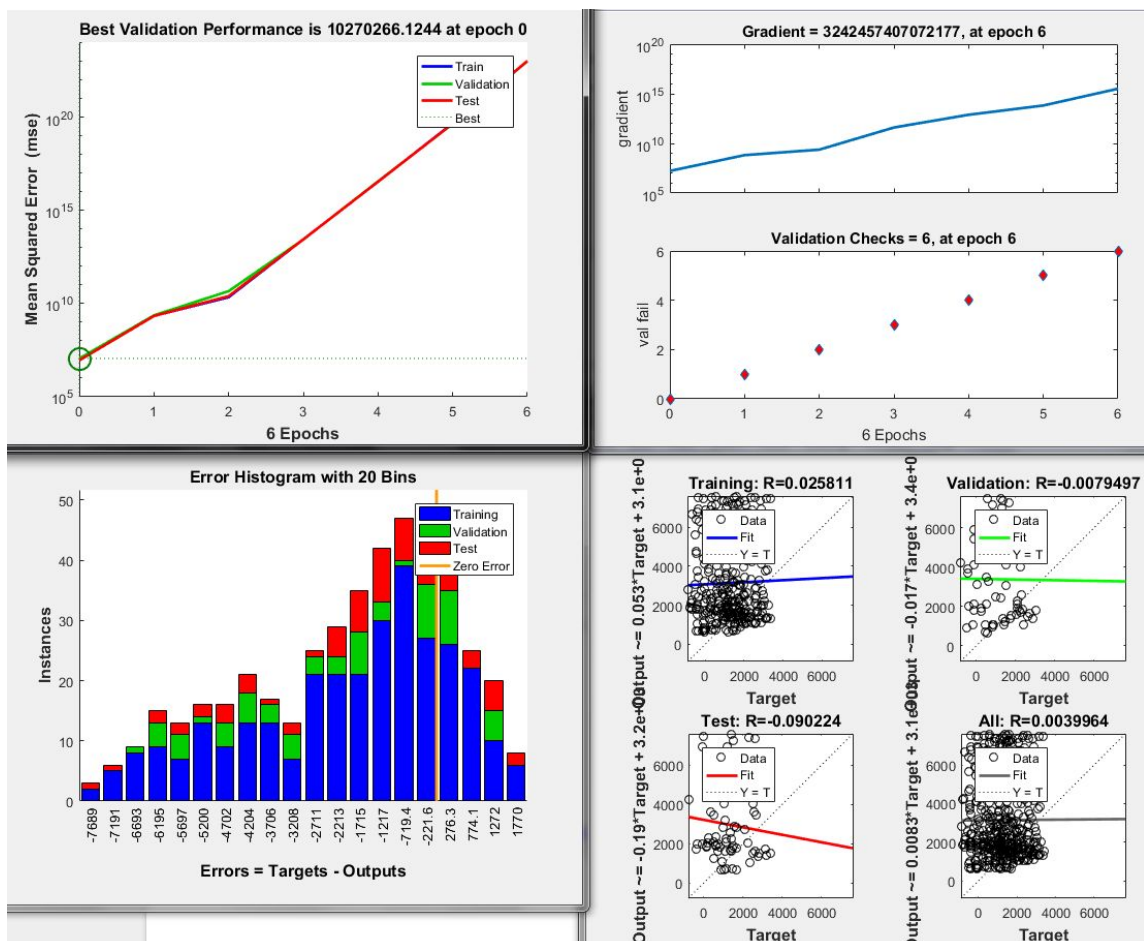 Best Validation Performance is 10270266.1244 at epoch 0
Train
Validation
Test
Best
Mean Squared Error (mse)
10^20
10^15
10^10
10^5
0 1 2 3 4 5 6
6 Epochs
Gradient = 3242457407072177, at epoch 6
gradient
10^20
10^15
10^10
10^5
Validation Checks = 6, at epoch 6
val fail
6
4
2
0
0 1 2 3 4 5 6
6 Epochs
Error Histogram with 20 Bins
Training
Validation
Test
Zero Error
Instances
50
40
30
20
10
0
-7689 -7191 -6693 -6195 -5697 -5200 -4702 -4204 -3706 -3208 -2711 -2213 -1715 -1217 -719.4 -221.6 276.3 774.1 1272 1770
Errors = Targets - Outputs
Training: R=0.025811
Data
Fit
Y = T
Output ~= 0.053*Target + 3.1e+0
6000
4000
2000
0
0 2000 4000 6000
Target
Validation: R=-0.0079497
Data
Fit
Y = T
~= -0.017*Target + 3.4e+0
6000
4000
2000
0
0 2000 4000 6000
Target
Test: R=-0.090224
Data
Fit
Y = T
Output ~= -0.19*Target + 3.2e+03
6000
4000
2000
0
0 2000 4000 6000
Target
All: R=0.0039964
Data
Fit
Y = T
Output ~= 0.0083*Target + 3.1e+03
6000
4000
2000
0
0 2000 4000 6000
Target